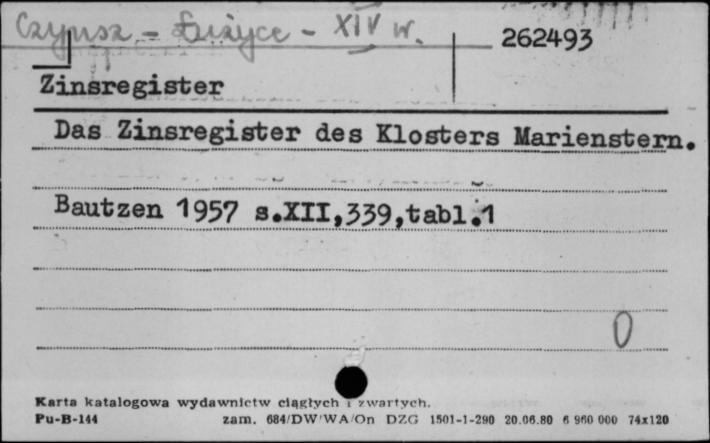 Czynsz - Łużyce - XIV w. 262493
Zinsregister
Das Zinsregister des Klosters Marienstern.
Bautzen 1957 s.XII,339,tabl.1
0
Karta katalogowa wydawnictw ciągłych i zwartych.
Pu-B-144 zam. 684/DW/WA/On DZG 1501-1-290 20.06.80 6 960 000 74x120